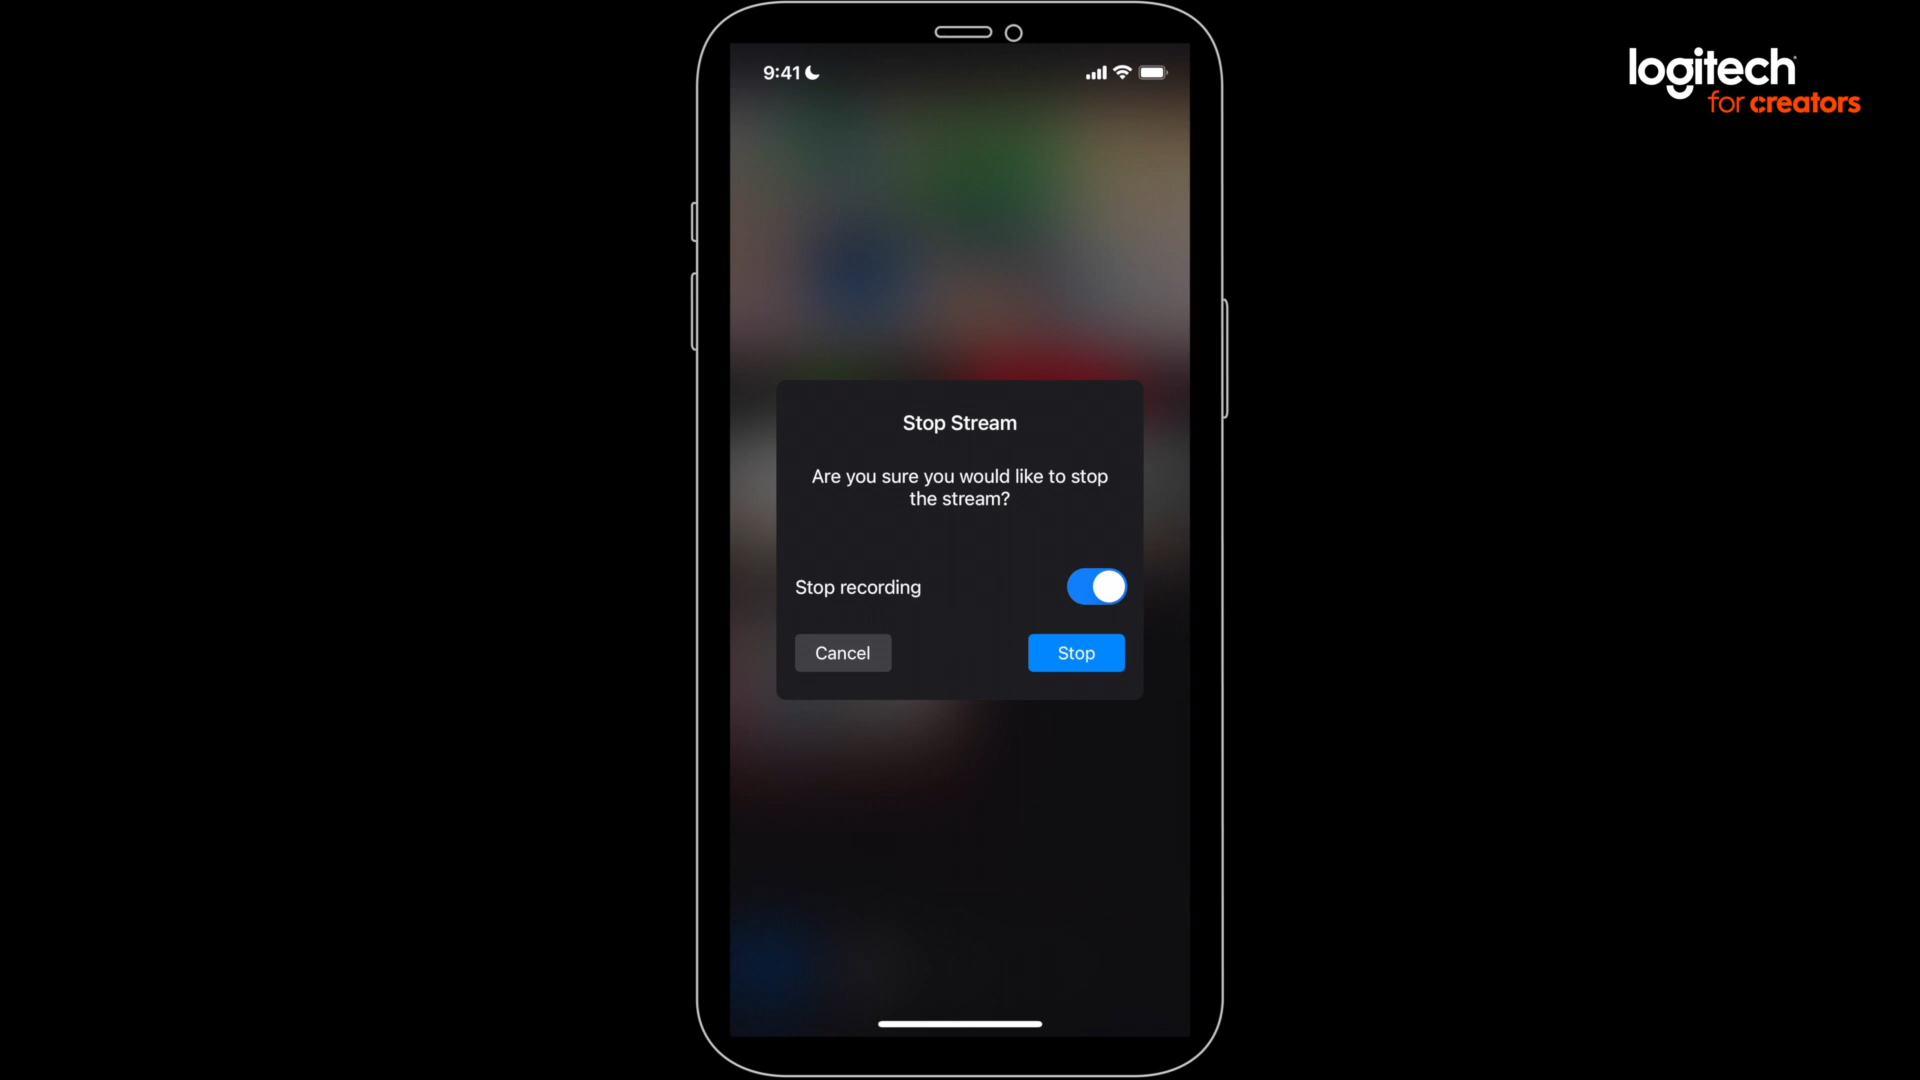 9:41
logitech
for creators
Stop Stream
Are you sure you would like to stop
the stream?
Stop recording
Cancel
Stop